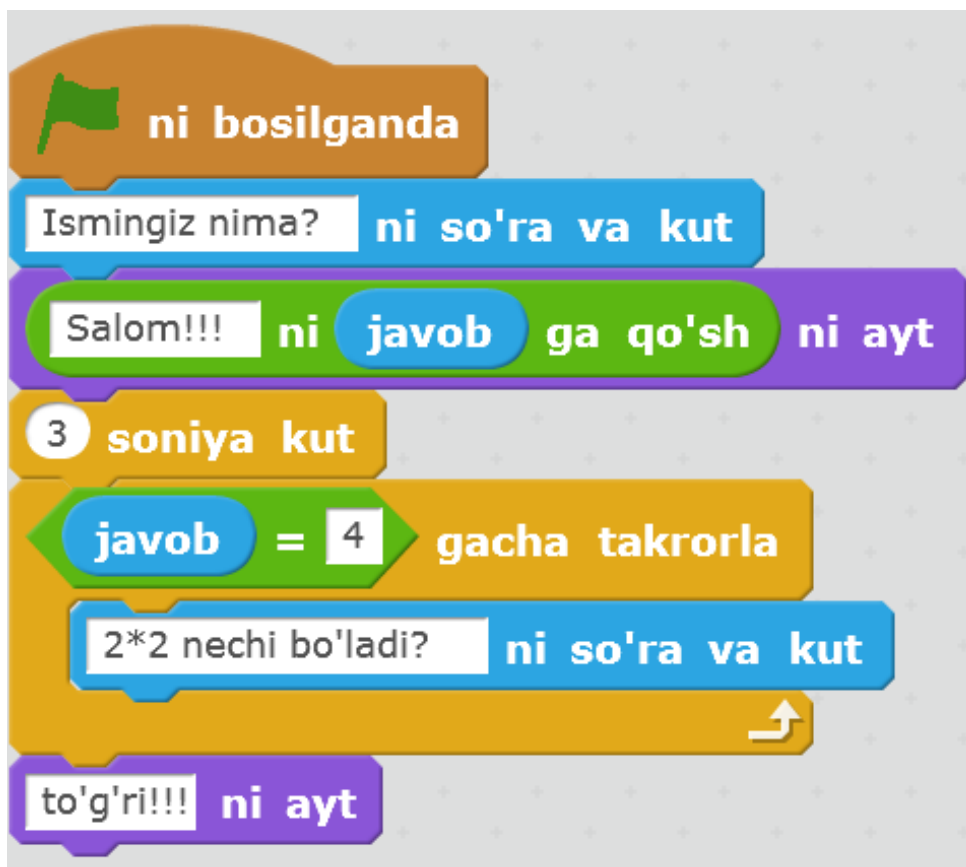 ni bosilganda
Ismingiz nima? ni so'ra va kut
Salom!!! ni javob ga qo'sh ni ayt
3 soniya kut
javob = 4 gacha takrorla
2*2 nechi bo'ladi? ni so'ra va kut
to'g'ri!!! ni ayt